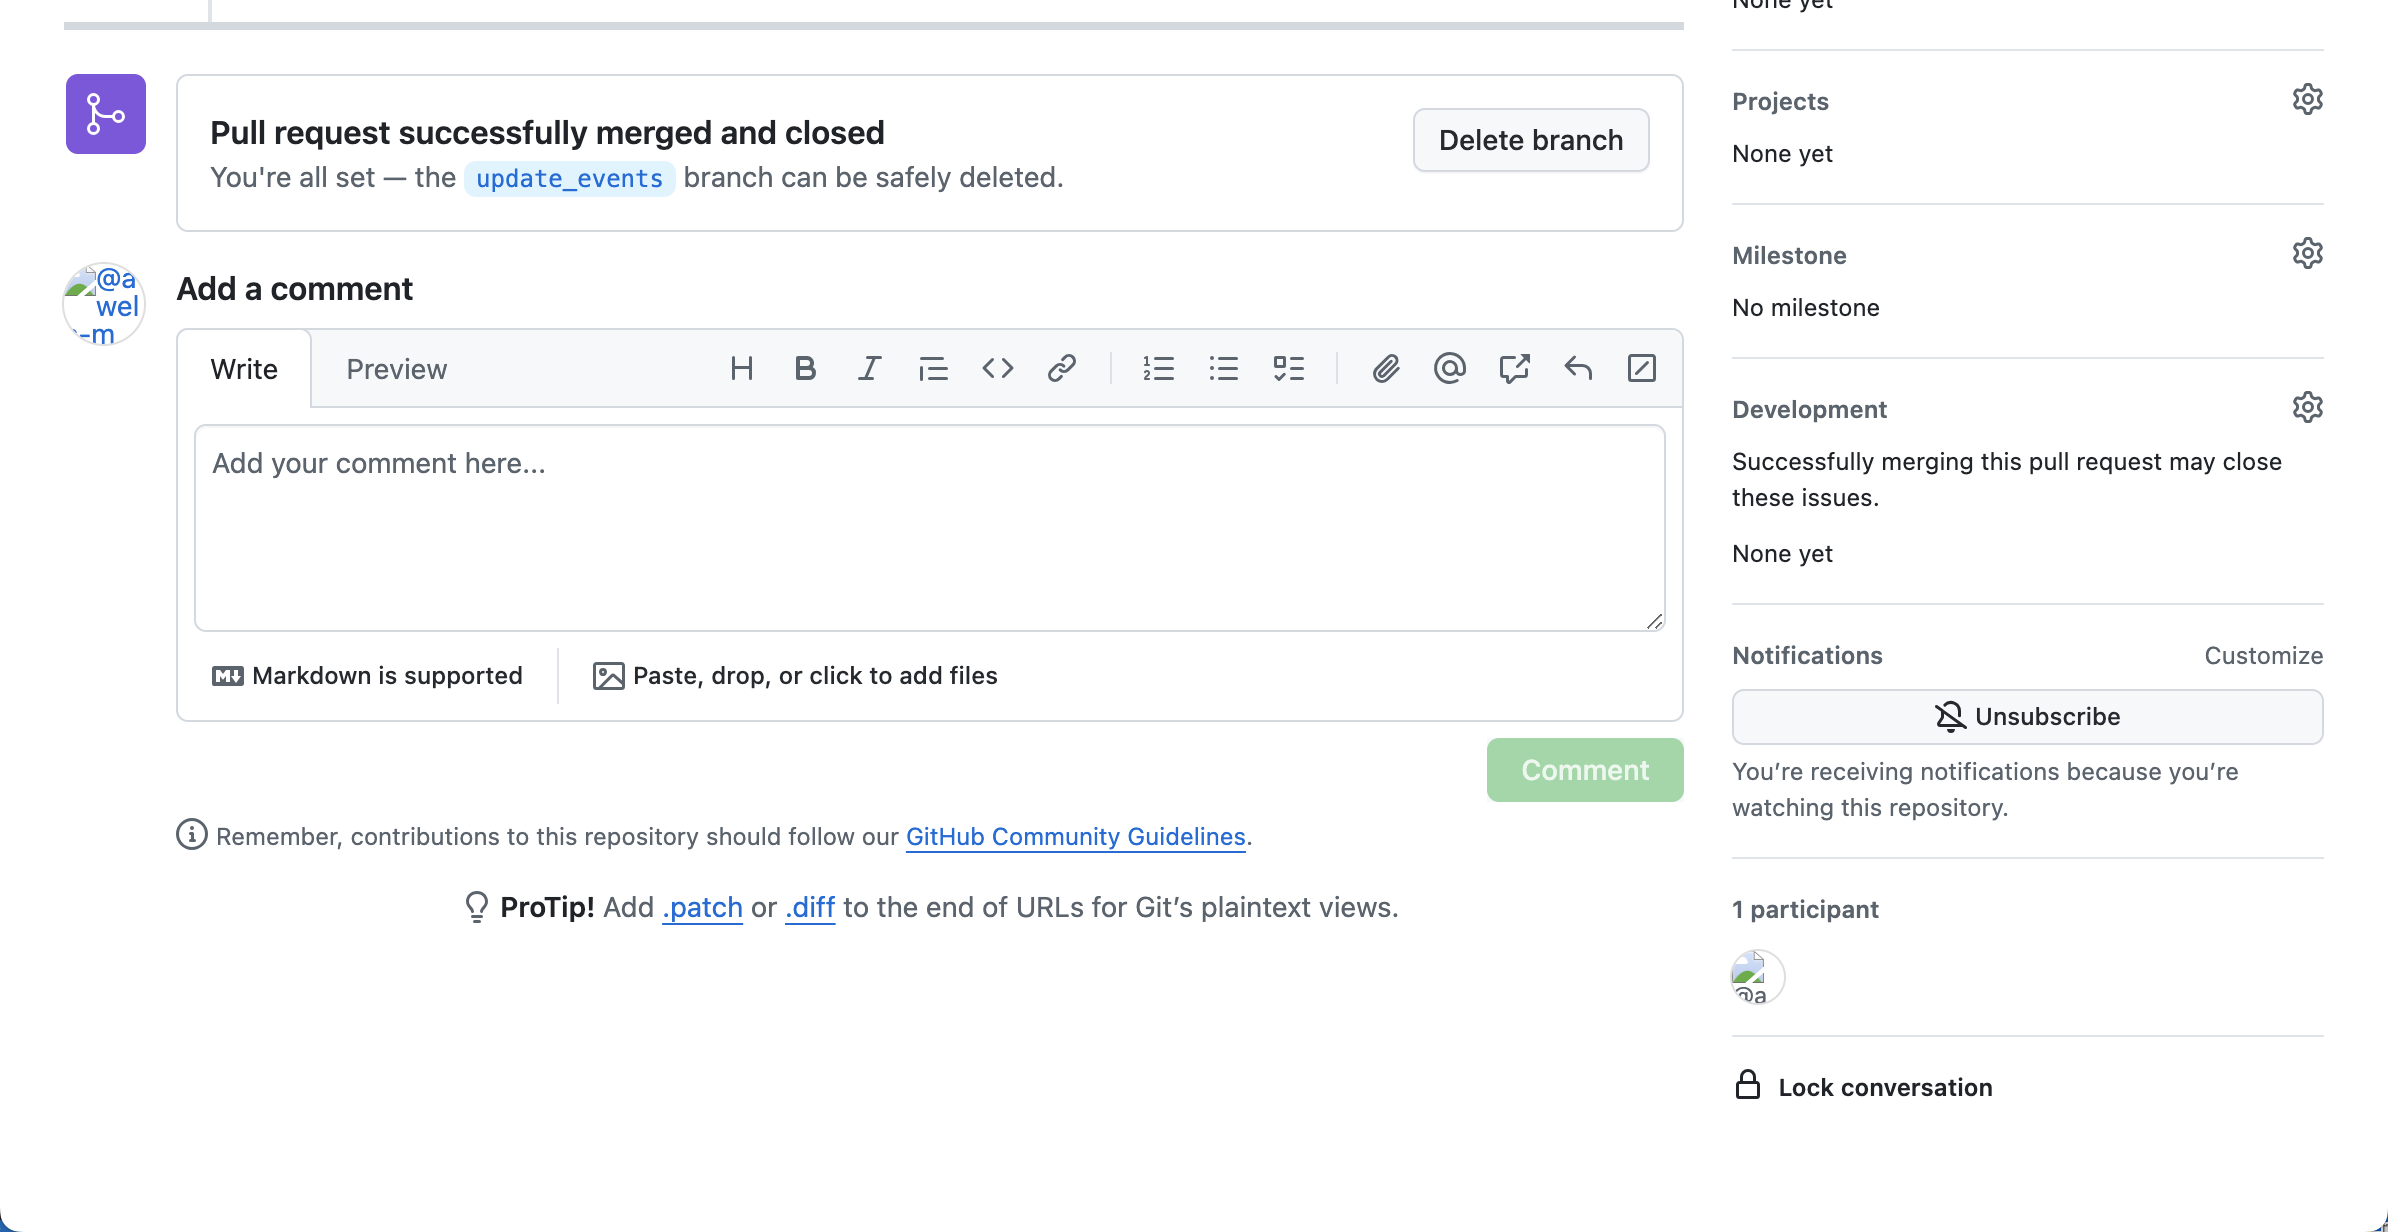 None yet
Pull request successfully merged and closed
You're all set — the update_events branch can be safely deleted.
Delete branch
@a
wel
-m
Add a comment
Write
Preview
Add your comment here...
Markdown is supported
Paste, drop, or click to add files
Comment
Remember, contributions to this repository should follow our GitHub Community Guidelines.
ProTip! Add .patch or .diff to the end of URLs for Git’s plaintext views.
Projects
None yet
Milestone
No milestone
Development
Successfully merging this pull request may close
these issues.
None yet
Notifications
Customize
Unsubscribe
You’re receiving notifications because you’re
watching this repository.
1 participant
@a
Lock conversation